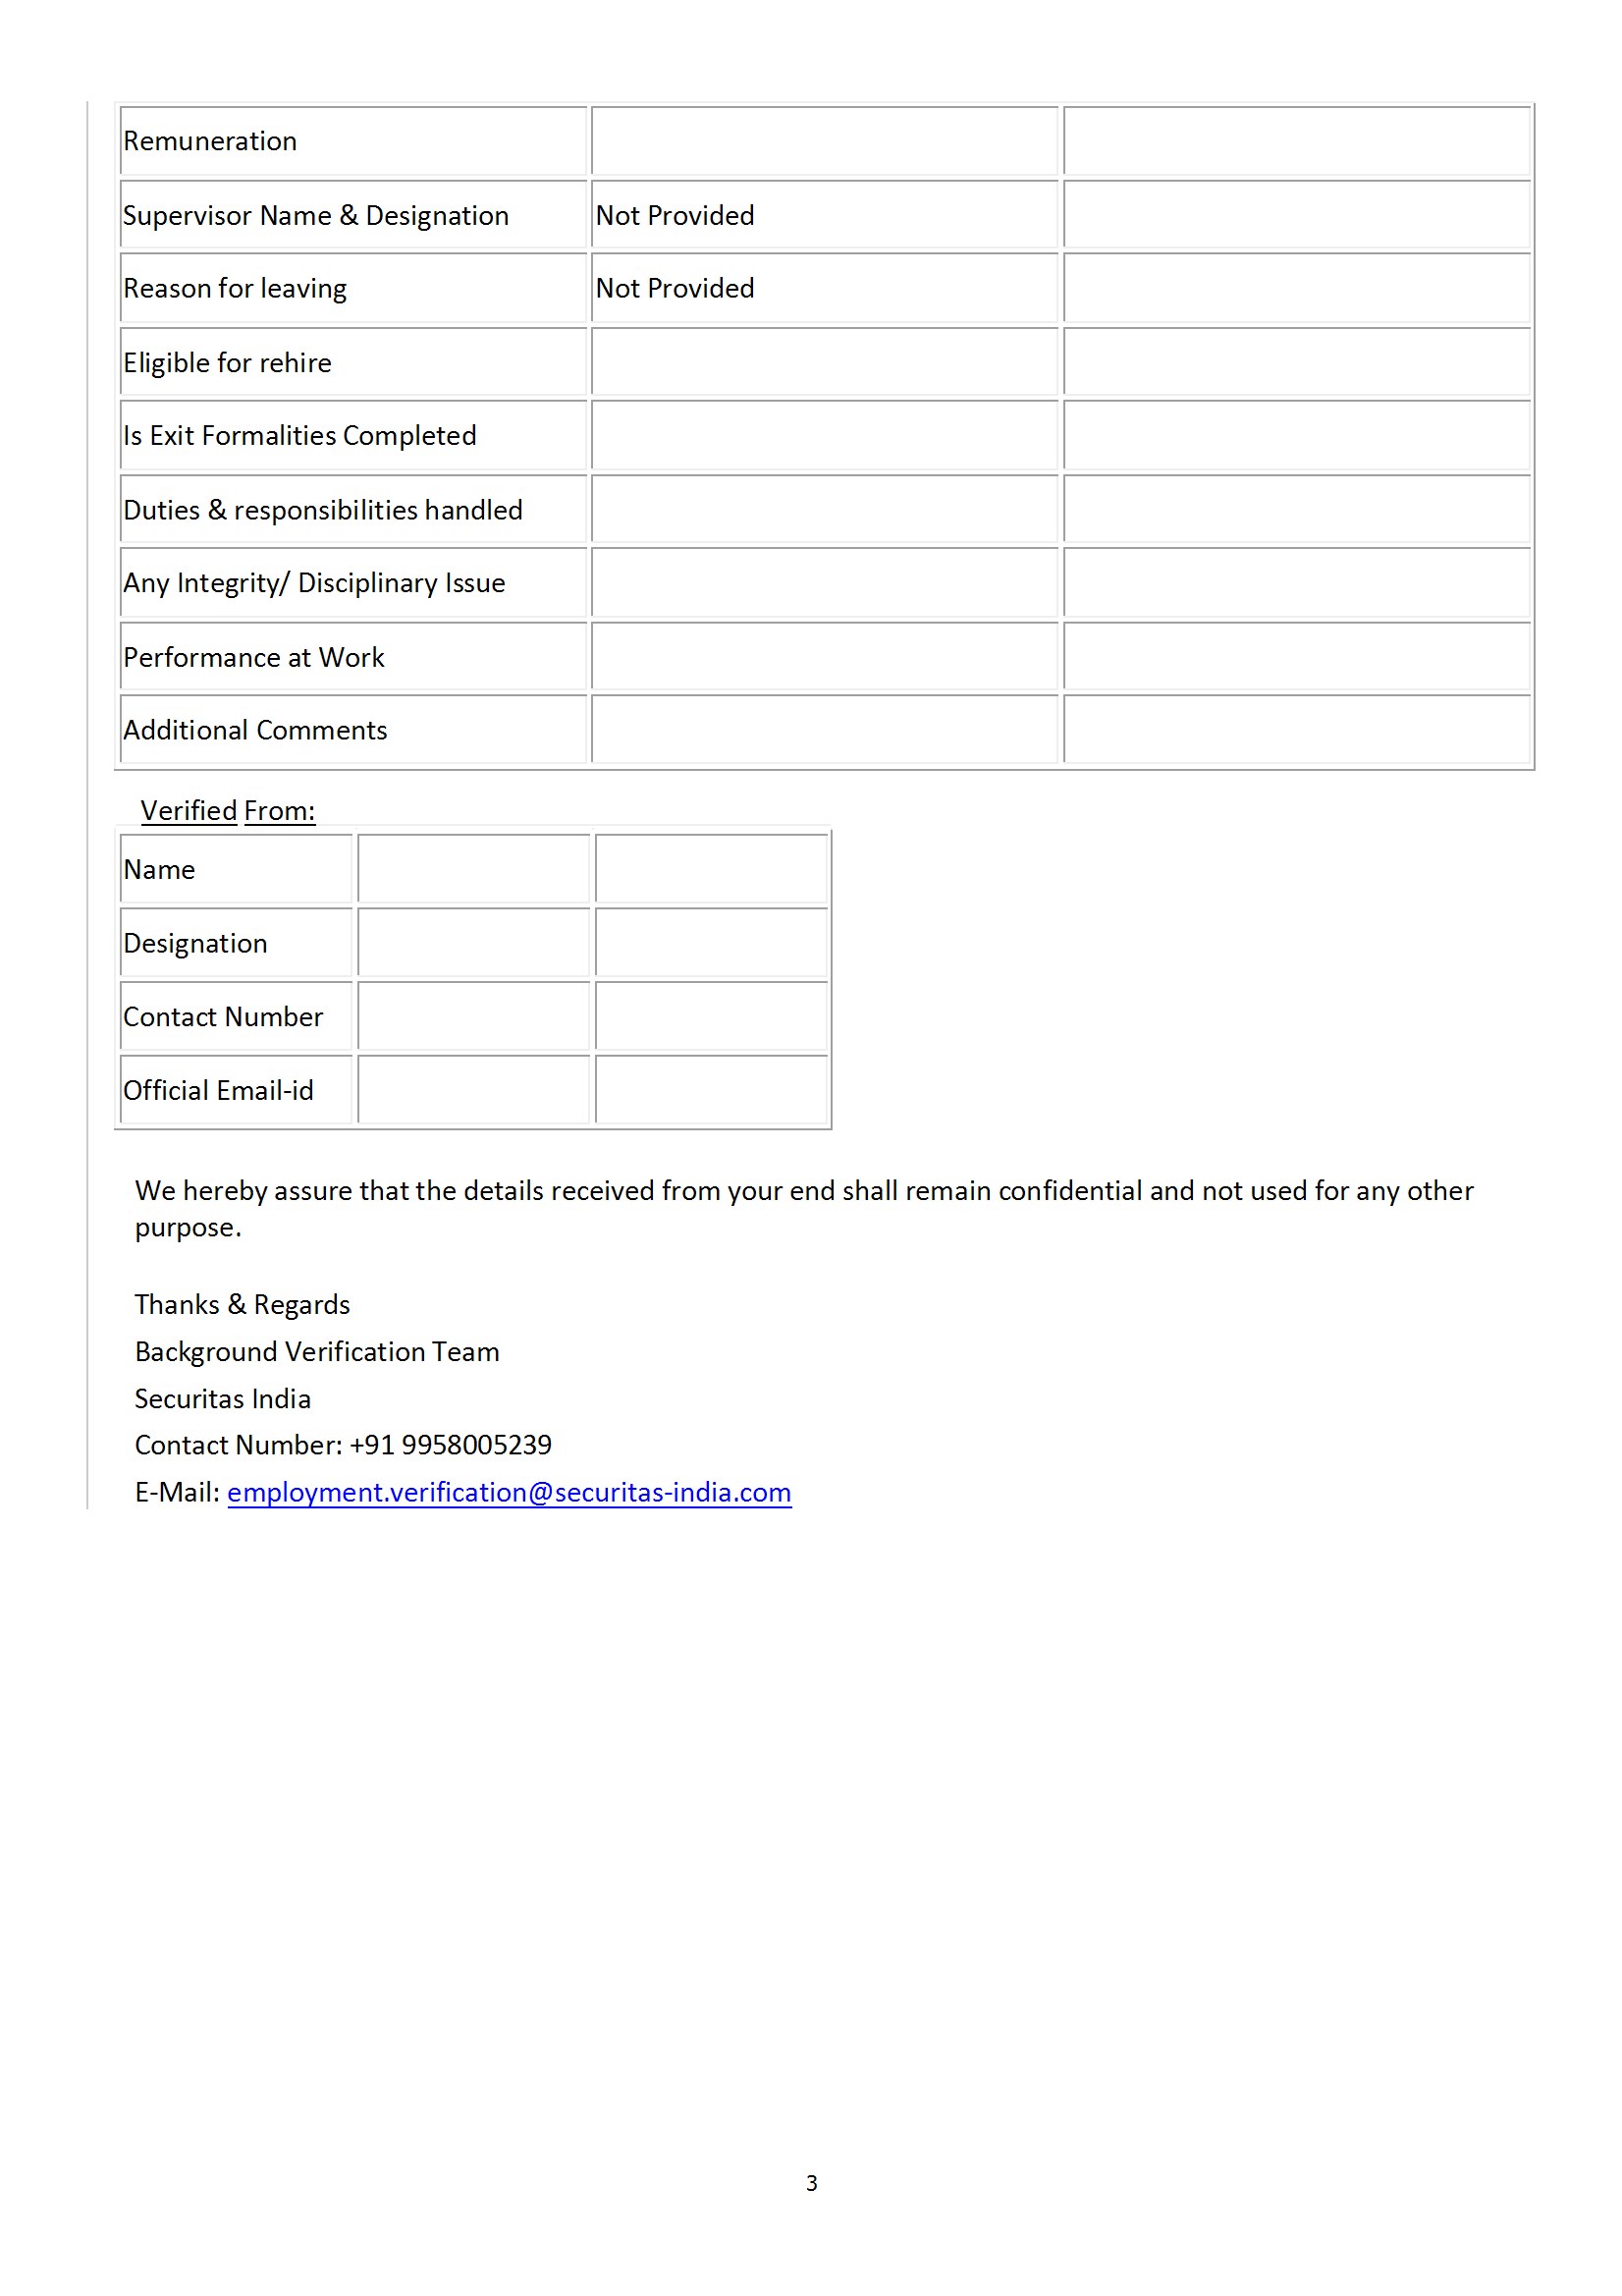 Remuneration
Supervisor Name & Designation Not Provided
Reason for leaving Not Provided
Eligible for rehire
Is Exit Formalities Completed
Duties & responsibilities handled
Any Integrity/ Disciplinary Issue
Performance at Work
Additional Comments
Verified From:
Name
Designation
Contact Number
Official Email-id
We hereby assure that the details received from your end shall remain confidential and not used for any other
purpose.
Thanks & Regards
Background Verification Team
Securitas India
Contact Number: +91 9958005239
E-Mail: employment.verification@securitas-india.com
3